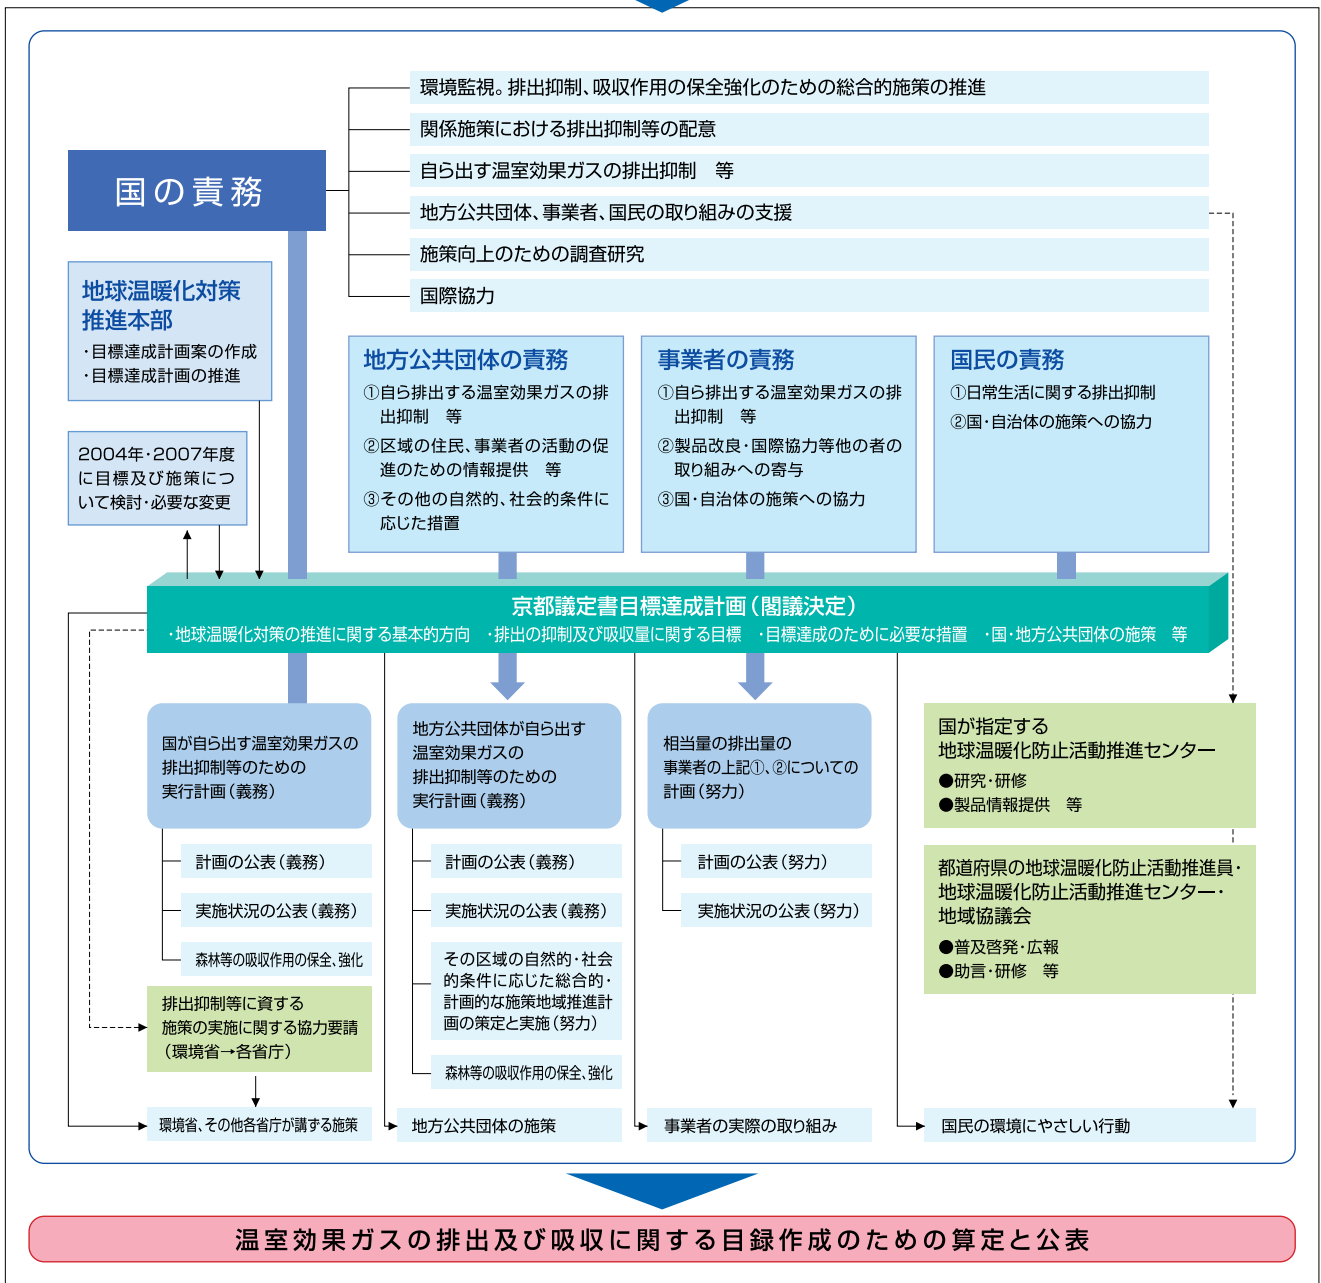 環境監視。排出抑制、吸収作用の保全強化のための総合的施策の推進
関係施策における排出抑制等の配意
自ら出す温室効果ガスの排出抑制　等
国の責務
地方公共団体、事業者、国民の取り組みの支援
施策向上のための調査研究
国際協力
地球温暖化対策
推進本部
・目標達成計画案の作成
・目標達成計画の推進
2004年・2007年度
に目標及び施策につ
いて検討・必要な変更
地方公共団体の責務
①自ら排出する温室効果ガスの排
出抑制　等
②区域の住民、事業者の活動の促
進のための情報提供　等
③その他の自然的、社会的条件に
応じた措置
事業者の責務
①自ら排出する温室効果ガスの排
出抑制　等
②製品改良・国際協力等他の者の
取り組みへの寄与
③国・自治体の施策への協力
国民の責務
①日常生活に関する排出抑制
②国・自治体の施策への協力
京都議定書目標達成計画（閣議決定）
・地球温暖化対策の推進に関する基本的方向　・排出の抑制及び吸収量に関する目標　・目標達成のために必要な措置　・国・地方公共団体の施策　等
国が自ら出す温室効果ガスの
排出抑制等のための
実行計画（義務）
計画の公表（義務）
実施状況の公表（義務）
森林等の吸収作用の保全、強化
排出抑制等に資する
施策の実施に関する協力要請
（環境省→各省庁）
環境省、その他各省庁が講ずる施策
地方公共団体が自ら出す
温室効果ガスの
排出抑制等のための
実行計画（義務）
計画の公表（義務）
実施状況の公表（義務）
その区域の自然的・社会
的条件に応じた総合的・
計画的な施策地域推進計
画の策定と実施（努力）
森林等の吸収作用の保全、強化
地方公共団体の施策
相当量の排出量の
事業者の上記①、②についての
計画（努力）
計画の公表（努力）
実施状況の公表（努力）
事業者の実際の取り組み
国が指定する
地球温暖化防止活動推進センター
●研究・研修
●製品情報提供　等
都道府県の地球温暖化防止活動推進員・
地球温暖化防止活動推進センター・
地域協議会
●普及啓発・広報
●助言・研修　等
国民の環境にやさしい行動
温室効果ガスの排出及び吸収に関する目録作成のための算定と公表